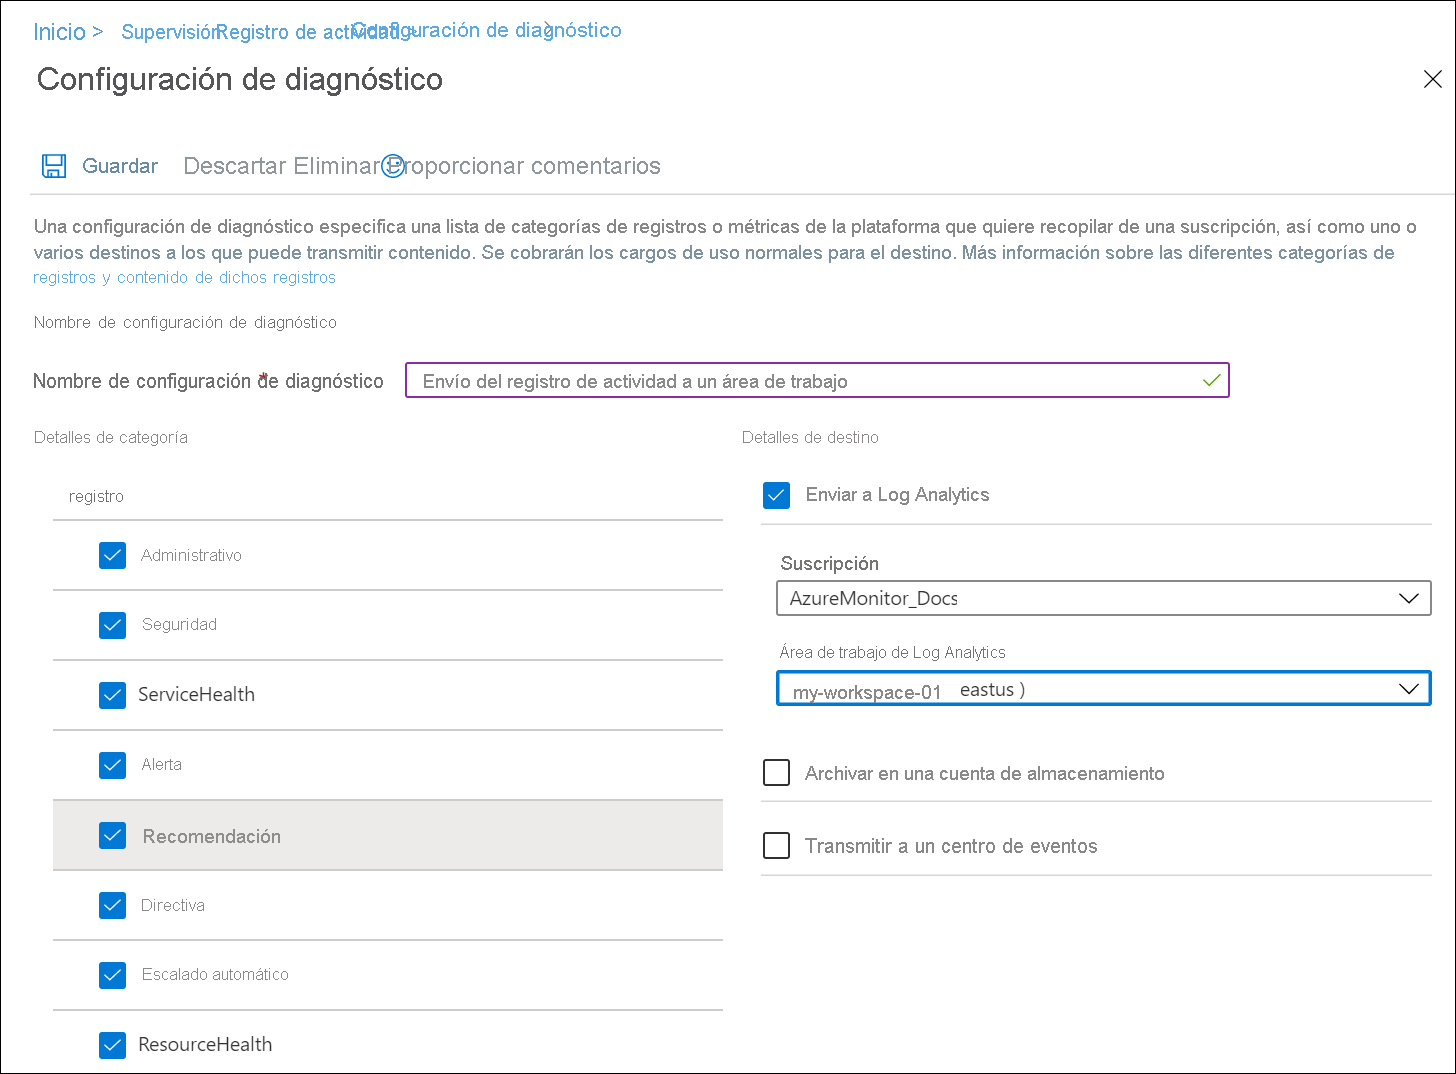 Inicio > Supervisión Registro de actividad > Configuración de diagnóstico
Configuración de diagnóstico
Guardar Descartar Eliminar Proporcionar comentarios
Una configuración de diagnóstico especifica una lista de categorías de registros o métricas de la plataforma que quiere recopilar de una suscripción, así como uno o
varios destinos a los que puede transmitir contenido. Se cobrarán los cargos de uso normales para el destino. Más información sobre las diferentes categorías de
registros y contenido de dichos registros
Nombre de configuración de diagnóstico
Nombre de configuración de diagnóstico *
Envío del registro de actividad a un área de trabajo
Detalles de categoría
registro
Administrativo
Seguridad
ServiceHealth
Alerta
Recomendación
Directiva
Escalado automático
ResourceHealth
Detalles de destino
Enviar a Log Analytics
Suscripción
AzureMonitor_Docs
Área de trabajo de Log Analytics
my-workspace-01 eastus )
Archivar en una cuenta de almacenamiento
Transmitir a un centro de eventos